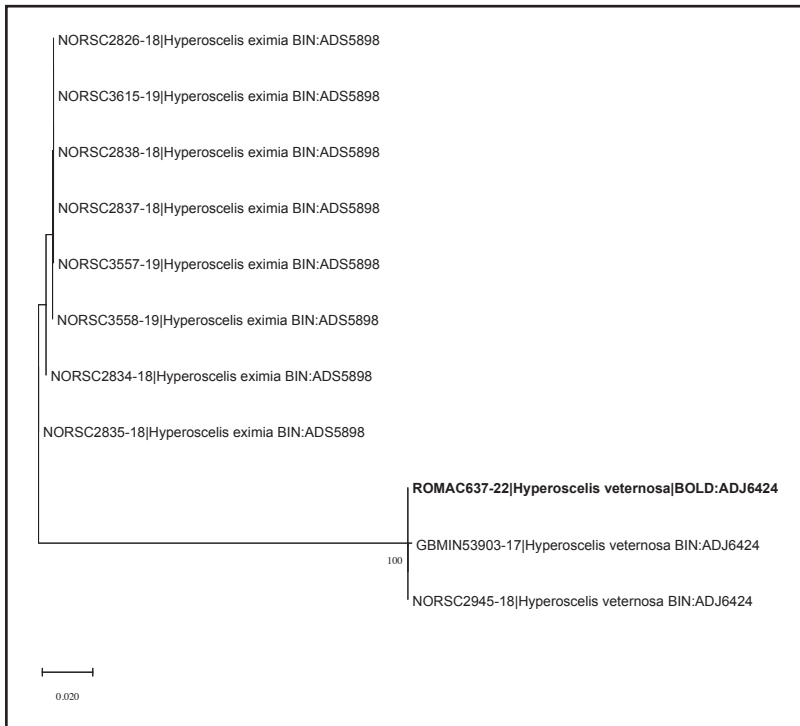 NORSC2826-18|Hyperoscelis eximia BIN:ADS5898
NORSC3615-19|Hyperoscelis eximia BIN:ADS5898
NORSC2838-18|Hyperoscelis eximia BIN:ADS5898
NORSC2837-18|Hyperoscelis eximia BIN:ADS5898
NORSC3557-19|Hyperoscelis eximia BIN:ADS5898
NORSC3558-19|Hyperoscelis eximia BIN:ADS5898
NORSC2834-18|Hyperoscelis eximia BIN:ADS5898
NORSC2835-18|Hyperoscelis eximia BIN:ADS5898
ROMAC637-22|Hyperoscelis veternosa|BOLD:ADJ6424
GBMIN53903-17|Hyperoscelis veternosa BIN:ADJ6424
100
NORSC2945-18|Hyperoscelis veternosa BIN:ADJ6424
0.020